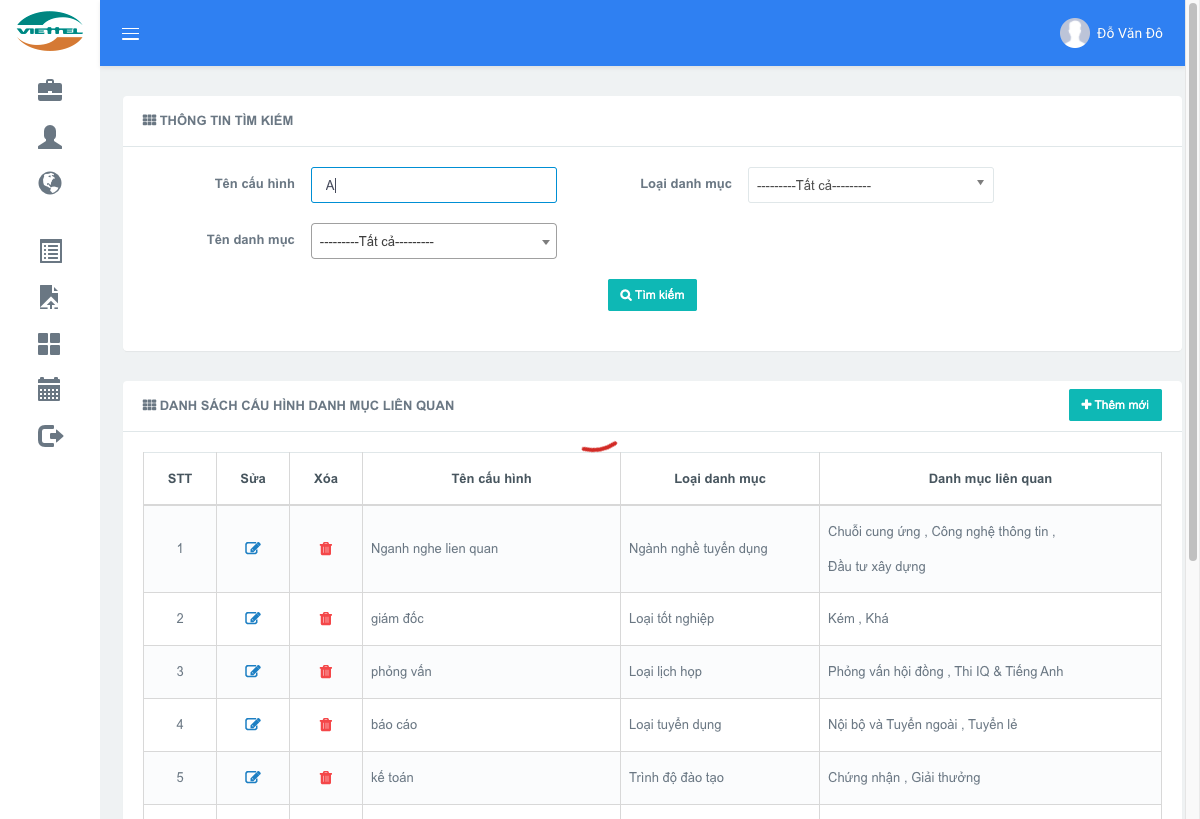 VIETTEL
Đỗ Văn Đô
THÔNG TIN TÌM KIẾM
Tên cấu hình
A
Loại danh mục
---------Tất cả---------
Tên danh mục
---------Tất cả---------
Tìm kiếm
DANH SÁCH CẤU HÌNH DANH MỤC LIÊN QUAN
Thêm mới
STT Sửa Xóa Tên cấu hình Loại danh mục Danh mục liên quan
1 Nganh nghe lien quan Ngành nghề tuyển dụng Chuỗi cung ứng , Công nghệ thông tin ,
Đầu tư xây dựng
2 giám đốc Loại tốt nghiệp Kém , Khá
3 phỏng vấn Loại lịch họp Phỏng vấn hội đồng , Thi IQ & Tiếng Anh
4 báo cáo Loại tuyển dụng Nội bộ và Tuyển ngoài , Tuyển lẻ
5 kế toán Trình độ đào tạo Chứng nhận , Giải thưởng